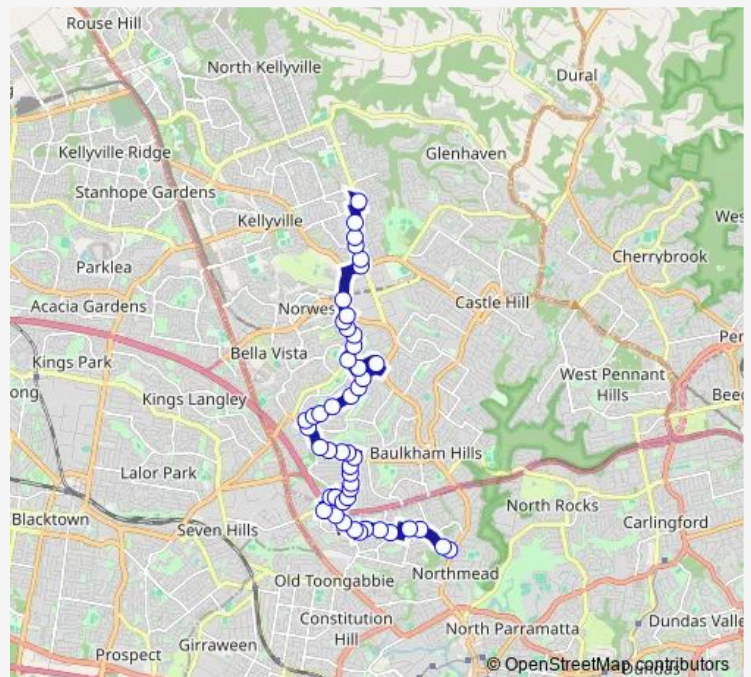 Rouse Hill
North Kellyville
Dural
Kellyville Ridge
Glenhaven
Stanhope Gardens
Kellyville
Wes
Cherrybrook
Parklea
Acacia Gardens
Norwes
Castle Hill
Per
Bella Vista
Kings Park
West Pennant
Hills
ong
Kings Langley
Beec
Baulkham Hills
Lalor Park
North Rocks
Blacktown
Seven Hills
Carlingford
Old Toongabbie
Northmead
Constitution
Hill
North Parramatta
Dundas Valle
Girraween
Prospect
© OpenStreetMap contributors
Dundas